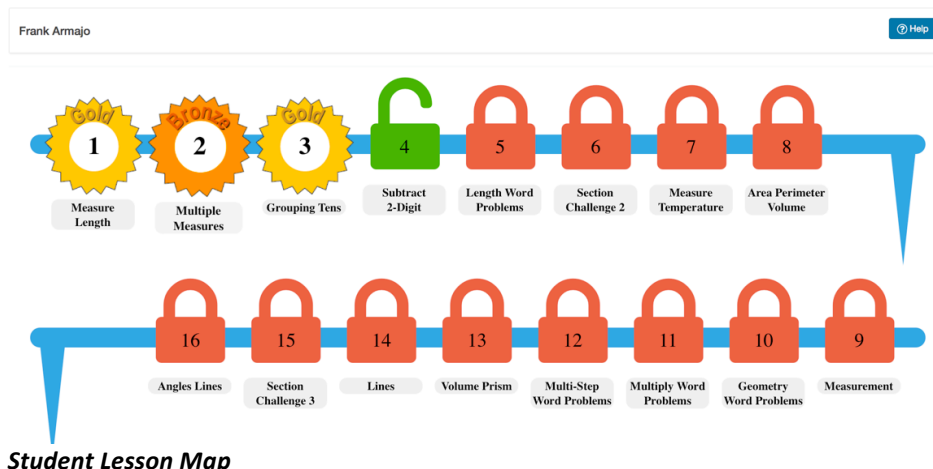 Frank Armajo
Help
Gold
Bronze
Gold
1
2
3
4
5
6
7
8
Measure
Length
Multiple
Measures
Grouping Tens
Subtract
2-Digit
Length Word
Problems
Section
Challenge 2
Measure
Temperature
Area Perimeter
Volume
16
15
14
13
12
11
10
9
Angles Lines
Section
Challenge 3
Lines
Volume Prism
Multi-Step
Word Problems
Multiply Word
Problems
Geometry
Word Problems
Measurement
Student Lesson Map